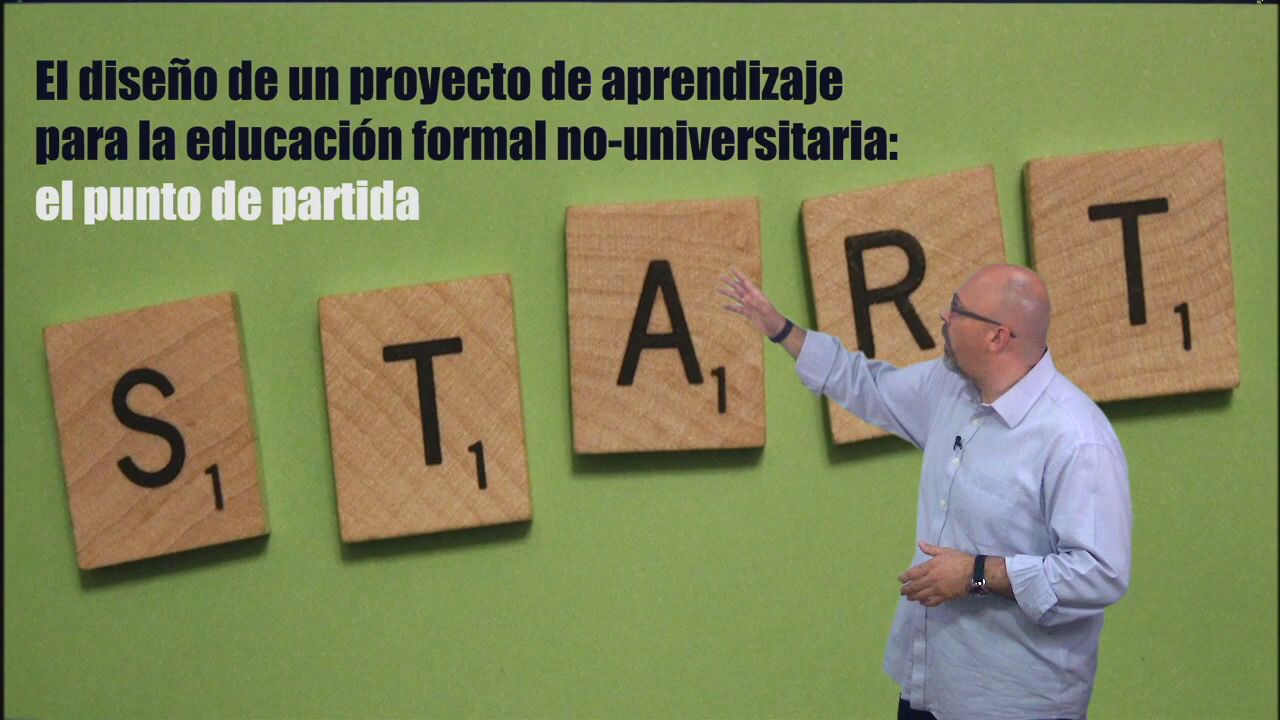 El diseño de un proyecto de aprendizaje
para la educación formal no-universitaria:
el punto de partida
S1 T1 A1 R T1